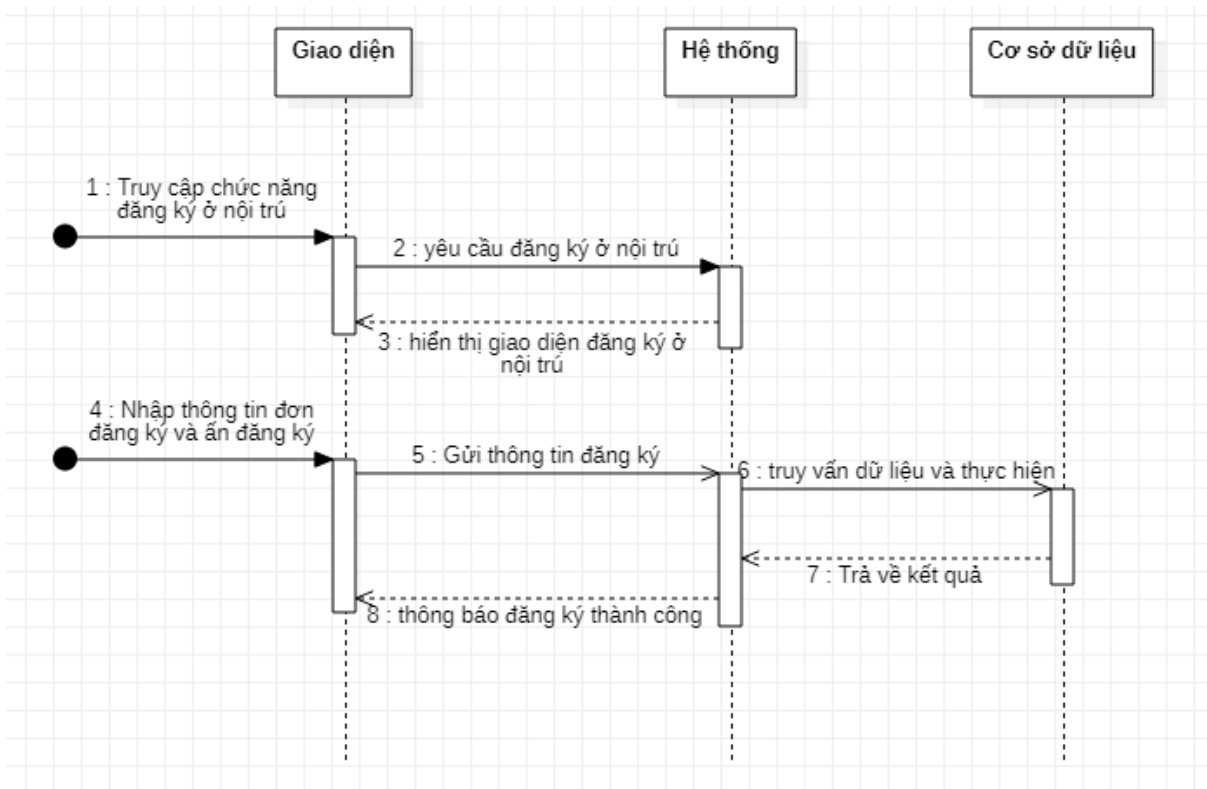 Giao diện
Hệ thống
Cơ sở dữ liệu
1 : Truy cập chức năng
đăng ký ở nội trú
2 : yêu cầu đăng ký ở nội trú
3 : hiển thị giao diện đăng ký ở
nội trú
4 : Nhập thông tin đơn
đăng ký và ấn đăng ký
5 : Gửi thông tin đăng ký
6 : truy vấn dữ liệu và thực hiện
7 : Trả về kết quả
8 : thông báo đăng ký thành công